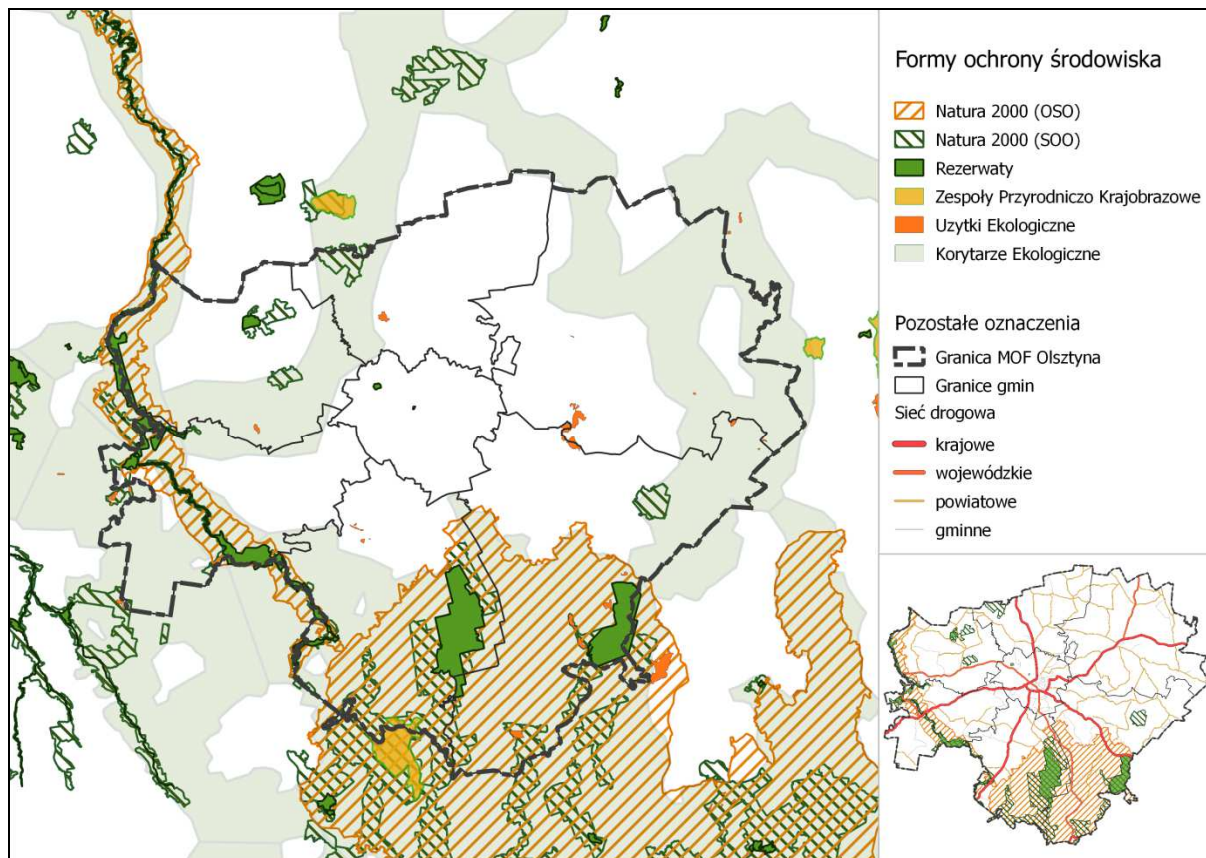 Formy ochrony środowiska
Natura 2000 (OSO)
Natura 2000 (SOO)
Rezerwaty
Zespoły Przyrodniczo Krajobrazowe
Uzytki Ekologiczne
Korytarze Ekologiczne
Pozostałe oznaczenia
Granica MOF Olsztyna
Granice gmin
Sieć drogowa
krajowe
wojewódzkie
powiatowe
gminne